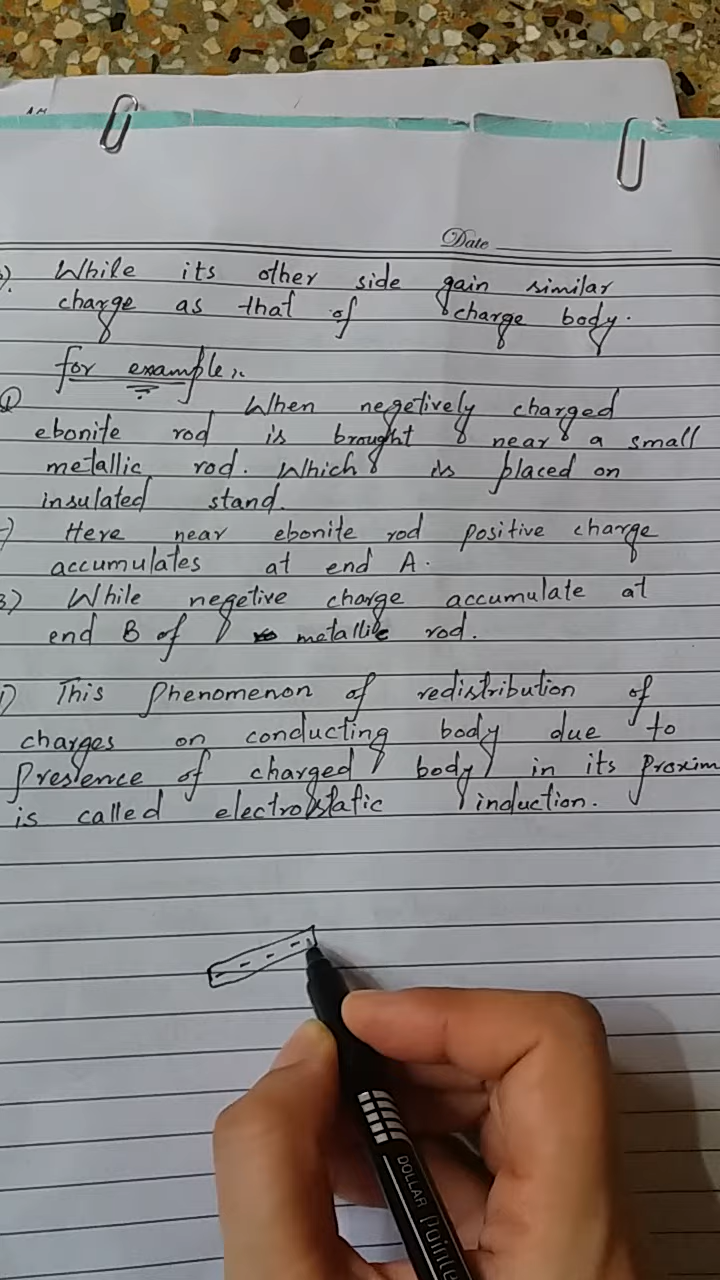 Date
While its other side gain similar
charge as that of charge body.
for example:
① When negetively charged
ebonite rod is brought near a small
metallic rod. Which is placed on
insulated stand.
Here near ebonite rod positive charge
accumulates at end A.
3) While negetive charge accumulate at
end B of metallic rod.
1) This Phenomenon of redistribution of
charges on conducting body due to
Presence of charged body in its Proxim
is called electrostatic induction.
DOLLAR Pointe